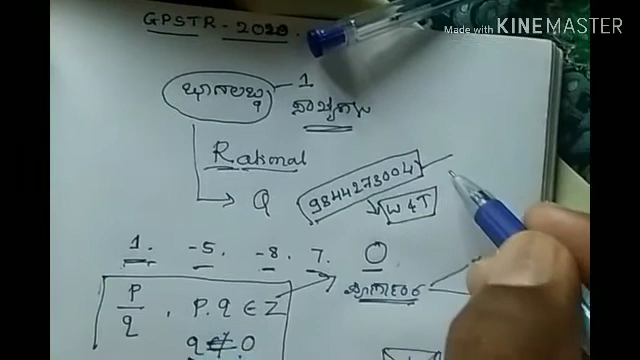 Made with KINEMASTER
GPSTR - 2020.
ಭಾಗಲಬ್ಧ - 1
Rational
→ Q
9844273004
W & T
1. -5. -8. 7. 0
P/q, P.q ∈ Z
q ≠ 0